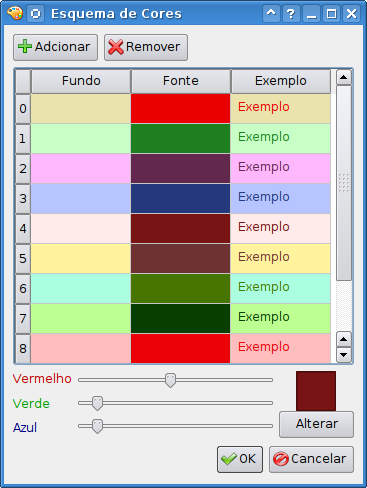 Esquema de Cores
Adicionar Remover
Fundo Fonte Exemplo
0 Exemplo
1 Exemplo
2 Exemplo
3 Exemplo
4 Exemplo
5 Exemplo
6 Exemplo
7 Exemplo
8 Exemplo
Vermelho
Verde
Azul
Alterar
OK Cancelar